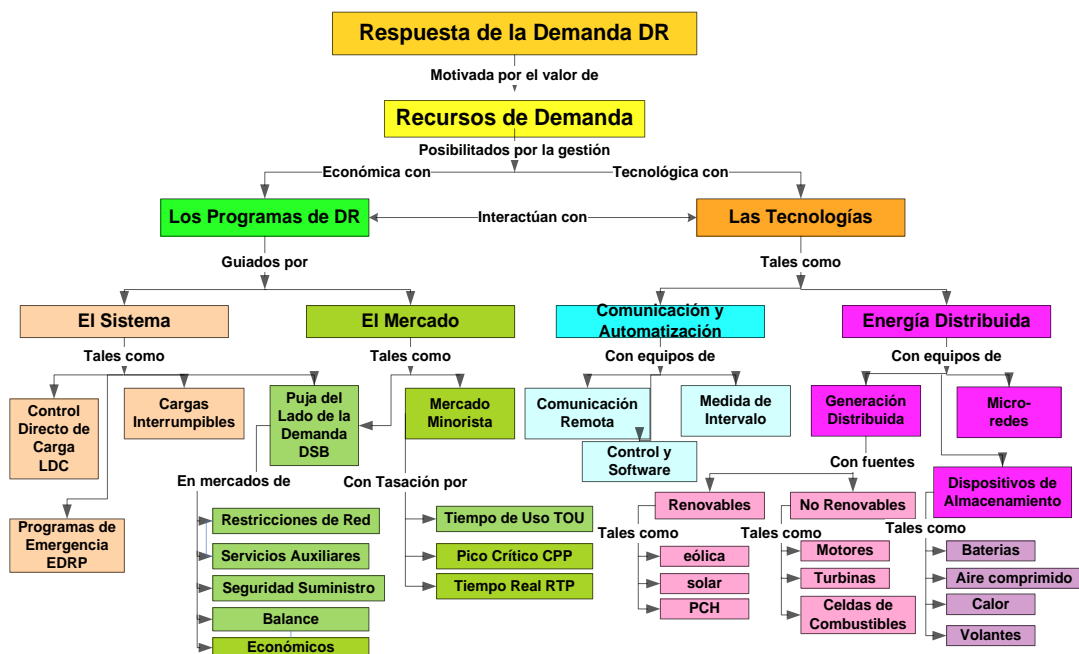 Respuesta de la Demanda DR
Motivada por el valor de
Recursos de Demanda
Posibilitados por la gestión
Económica con
Tecnológica con
Los Programas de DR
Interactúan con
Las Tecnologías
Guiados por
Tales como
El Sistema
El Mercado
Comunicación y
Automatización
Energía Distribuida
Tales como
Tales como
Con equipos de
Con equipos de
Control
Directo de
Carga
LDC
Cargas
Interrumpibles
Puja del
Lado de la
Demanda
DSB
Mercado
Minorista
Comunicación
Remota
Medida de
Intervalo
Generación
Distribuida
Micro-
redes
Control y
Software
Con fuentes
En mercados de
Con Tasación por
Dispositivos de
Almacenamiento
Renovables
No Renovables
Programas de
Emergencia
EDRP
Restricciones de Red
Servicios Auxiliares
Seguridad Suministro
Balance
Económicos
Tiempo de Uso TOU
Pico Crítico CPP
Tiempo Real RTP
Tales como
eólica
solar
PCH
Tales como
Motores
Turbinas
Celdas de
Combustibles
Tales como
Baterias
Aire comprimido
Calor
Volantes